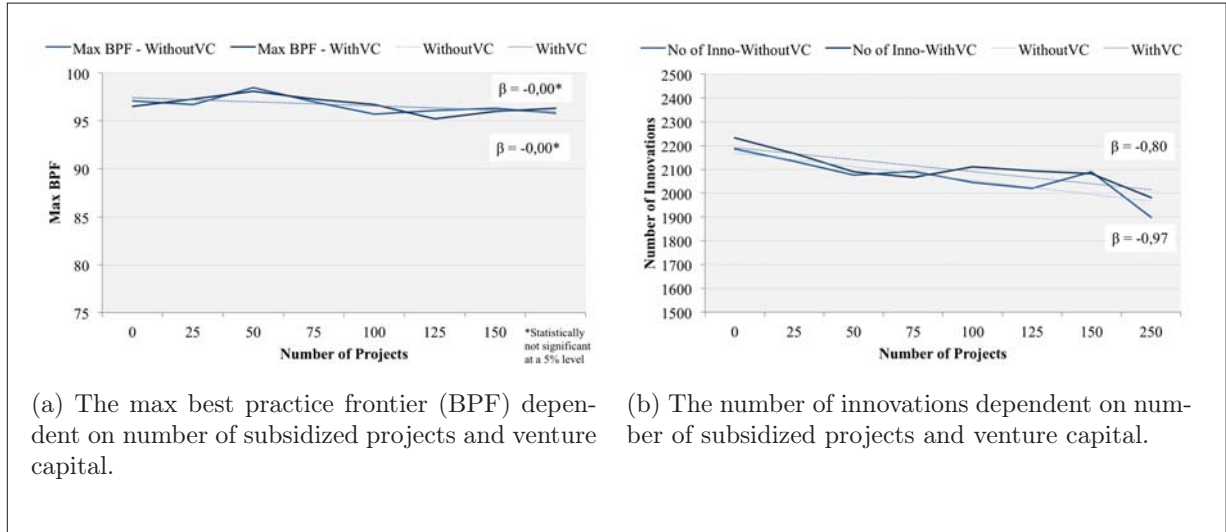 Max BPF - WithoutVC Max BPF - WithVC WithoutVC WithVC
100
95
90
85
80
75
Max BPF
β = -0,00*
β = -0,00*
0 25 50 75 100 125 150
*Statistically
not significant
at a 5% level
Number of Projects
No of Inno-WithoutVC No of Inno-WithVC WithoutVC WithVC
2500
2400
2300
2200
2100
2000
1900
1800
1700
1600
1500
Number of Innovations
β = -0,80
β = -0,97
0 25 50 75 100 125 150 250
Number of Projects
(a) The max best practice frontier (BPF) depen-
dent on number of subsidized projects and venture
capital.
(b) The number of innovations dependent on num-
ber of subsidized projects and venture capital.